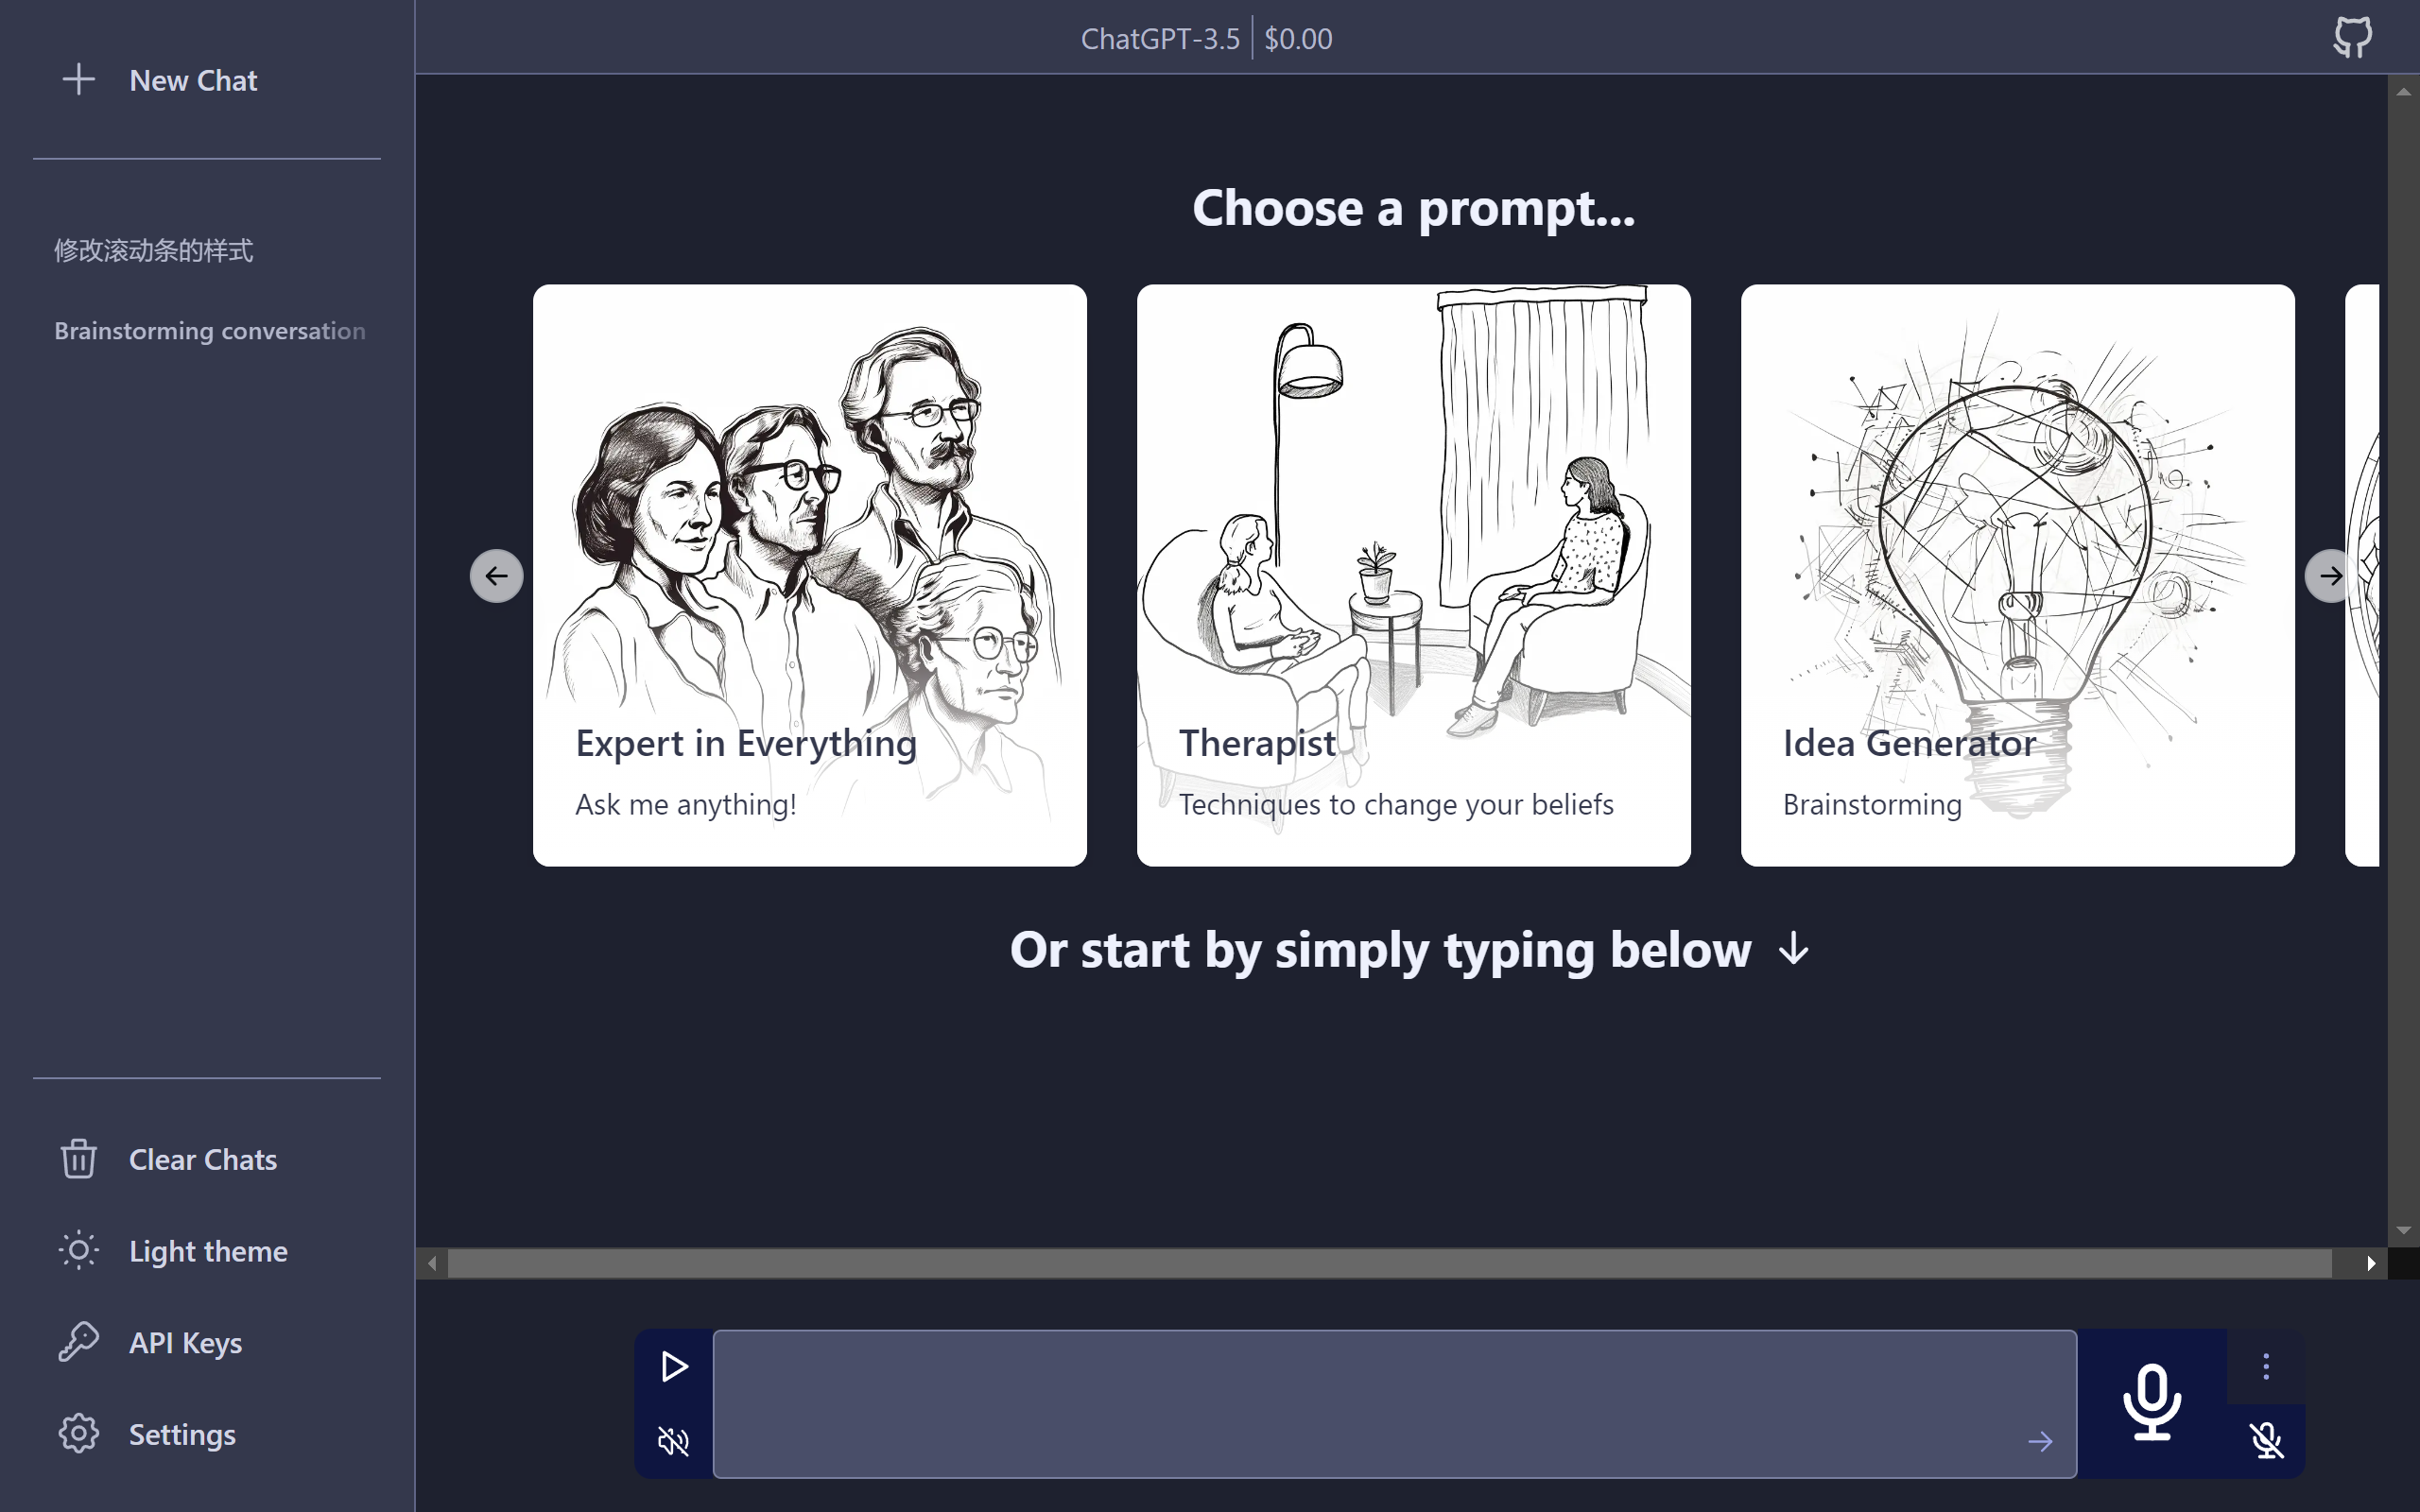 New Chat
修改滚动条的样式
Brainstorming conversation
Clear Chats
Light theme
API Keys
Settings
ChatGPT-3.5 $0.00
Choose a prompt...
Expert in Everything
Ask me anything!
Therapist
Techniques to change your beliefs
Idea Generator
Brainstorming
Or start by simply typing below